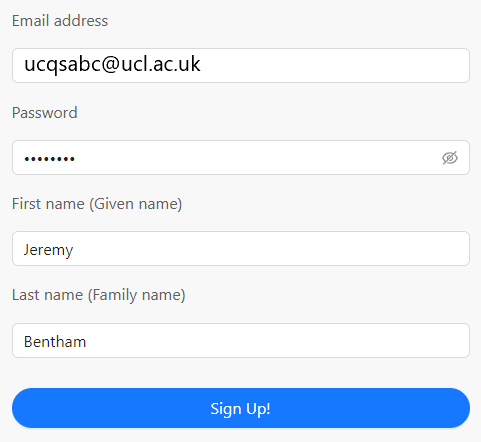 Email address
ucqsabc@ucl.ac.uk
Password
••••••••
First name (Given name)
Jeremy
Last name (Family name)
Bentham
Sign Up!